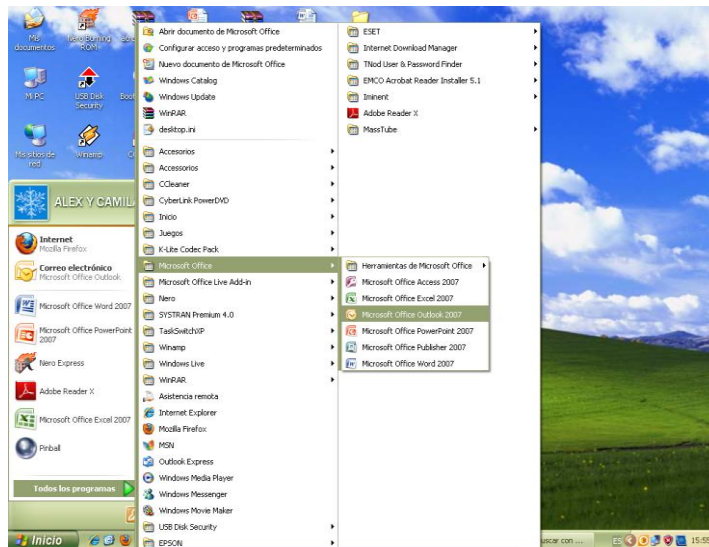 Mis
documentos
Nero Burning
ROM
Mi PC
USB Disk
Security
Mis sitios de
red
Winamp
ALEX Y CAMIL
Internet
Mozilla Firefox
Correo electrónico
Microsoft Office Outlook
Microsoft Office Word 2007
Microsoft Office PowerPoint
2007
Nero Express
Adobe Reader X
Microsoft Office Excel 2007
Pinball
Todos los programas
Inicio
Abrir documento de Microsoft Office
Configurar acceso y programas predeterminados
Nuevo documento de Microsoft Office
Windows Catalog
Windows Update
WinRAR
desktop.ini
Accesorios
Accessories
CCleaner
CyberLink PowerDVD
Inicio
Juegos
K-Lite Codec Pack
Microsoft Office
Microsoft Office Live Add-in
Nero
SYSTRAN Premium 4.0
TaskSwitchXP
Winamp
Windows Live
WinRAR
Asistencia remota
Internet Explorer
Mozilla Firefox
MSN
Outlook Express
Windows Media Player
Windows Messenger
Windows Movie Maker
USB Disk Security
EPSON
ESET
Internet Download Manager
TNod User & Password Finder
EMCO Acrobat Reader Installer 5.1
Iminent
Adobe Reader X
MassTube
Herramientas de Microsoft Office
Microsoft Office Access 2007
Microsoft Office Excel 2007
Microsoft Office Outlook 2007
Microsoft Office PowerPoint 2007
Microsoft Office Publisher 2007
Microsoft Office Word 2007
uscar con ...
ES
15:55